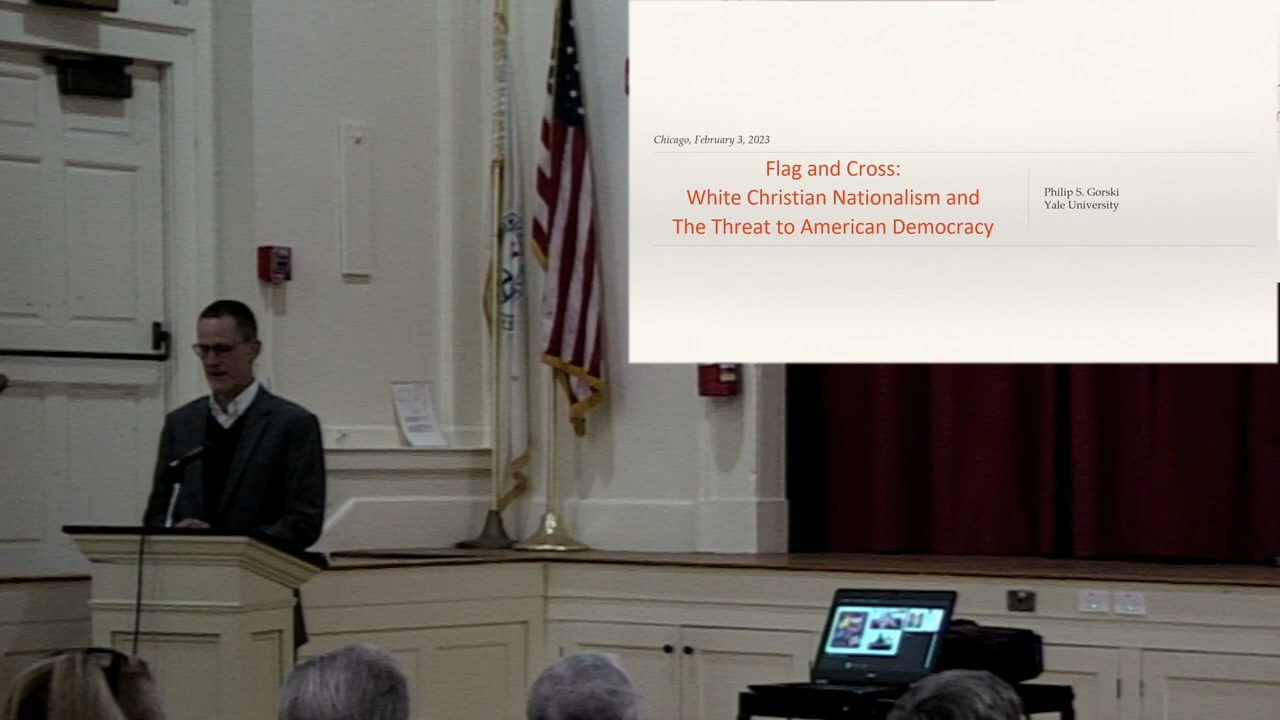 Chicago, February 3, 2023
Flag and Cross:
White Christian Nationalism and
The Threat to American Democracy
Philip S. Gorski
Yale University